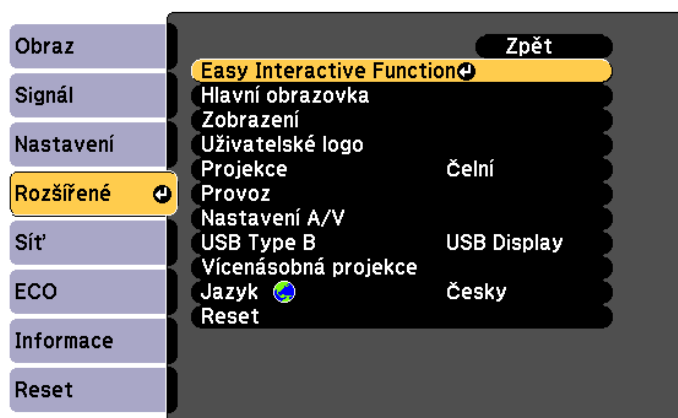 Obraz
Signál
Nastavení
Rozšířené
Síť
ECO
Informace
Reset
Zpět
Easy Interactive Function
Hlavní obrazovka
Zobrazení
Uživatelské logo
Projekce Čelní
Provoz
Nastavení A/V
USB Type B USB Display
Vícenásobná projekce
Jazyk Česky
Reset